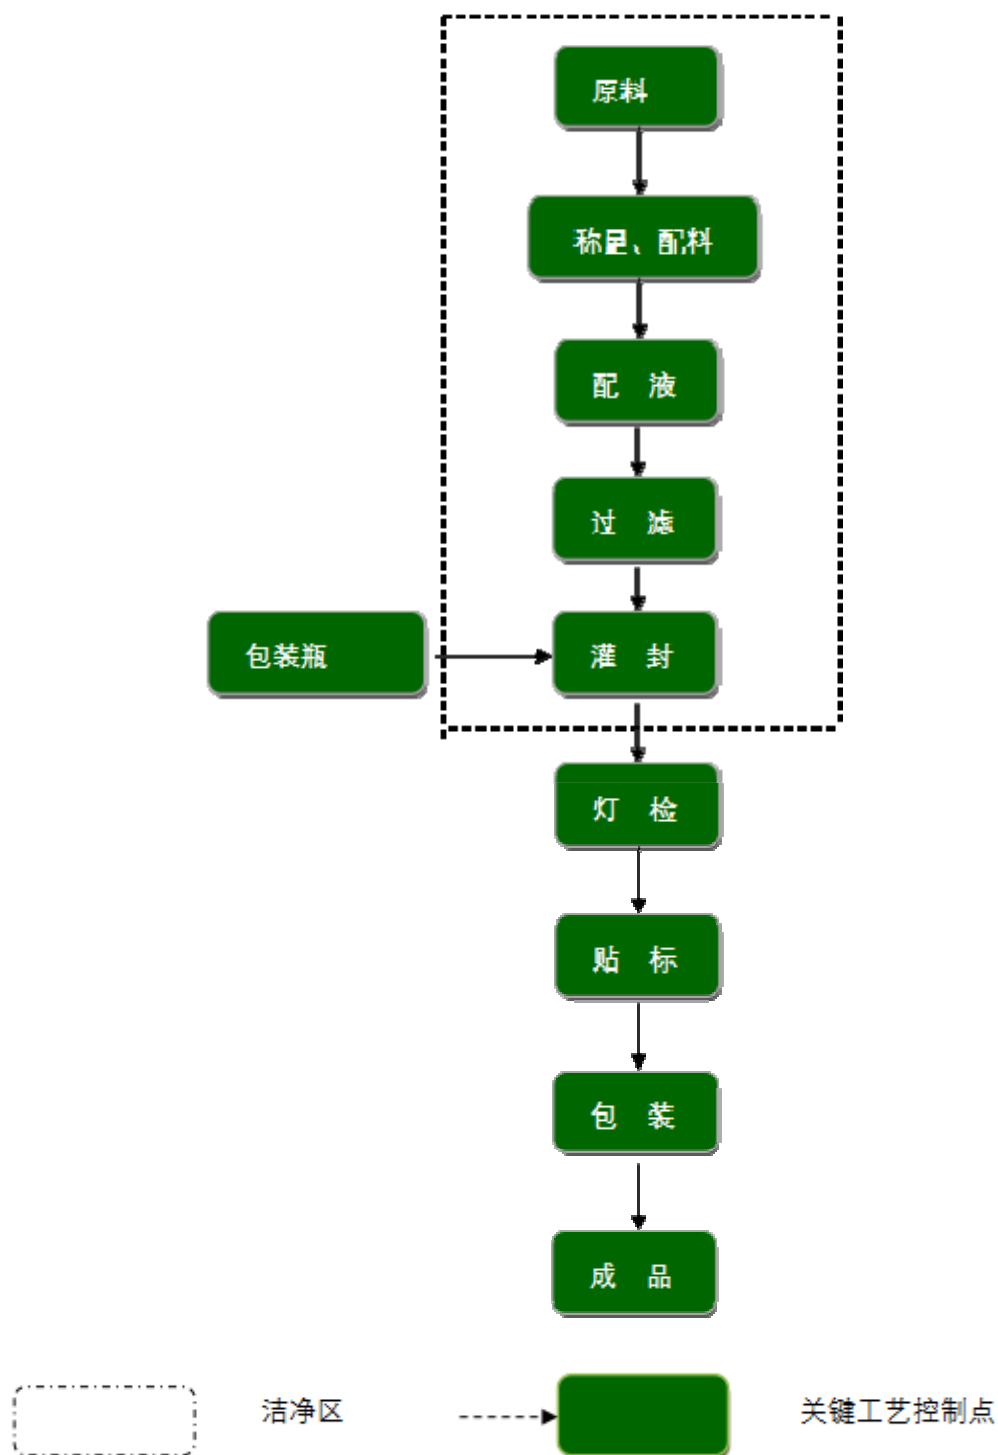 原料
称量、配料
配 液
过 滤
包装瓶
灌 封
灯 检
贴 标
包 装
成 品
洁净区
关键工艺控制点